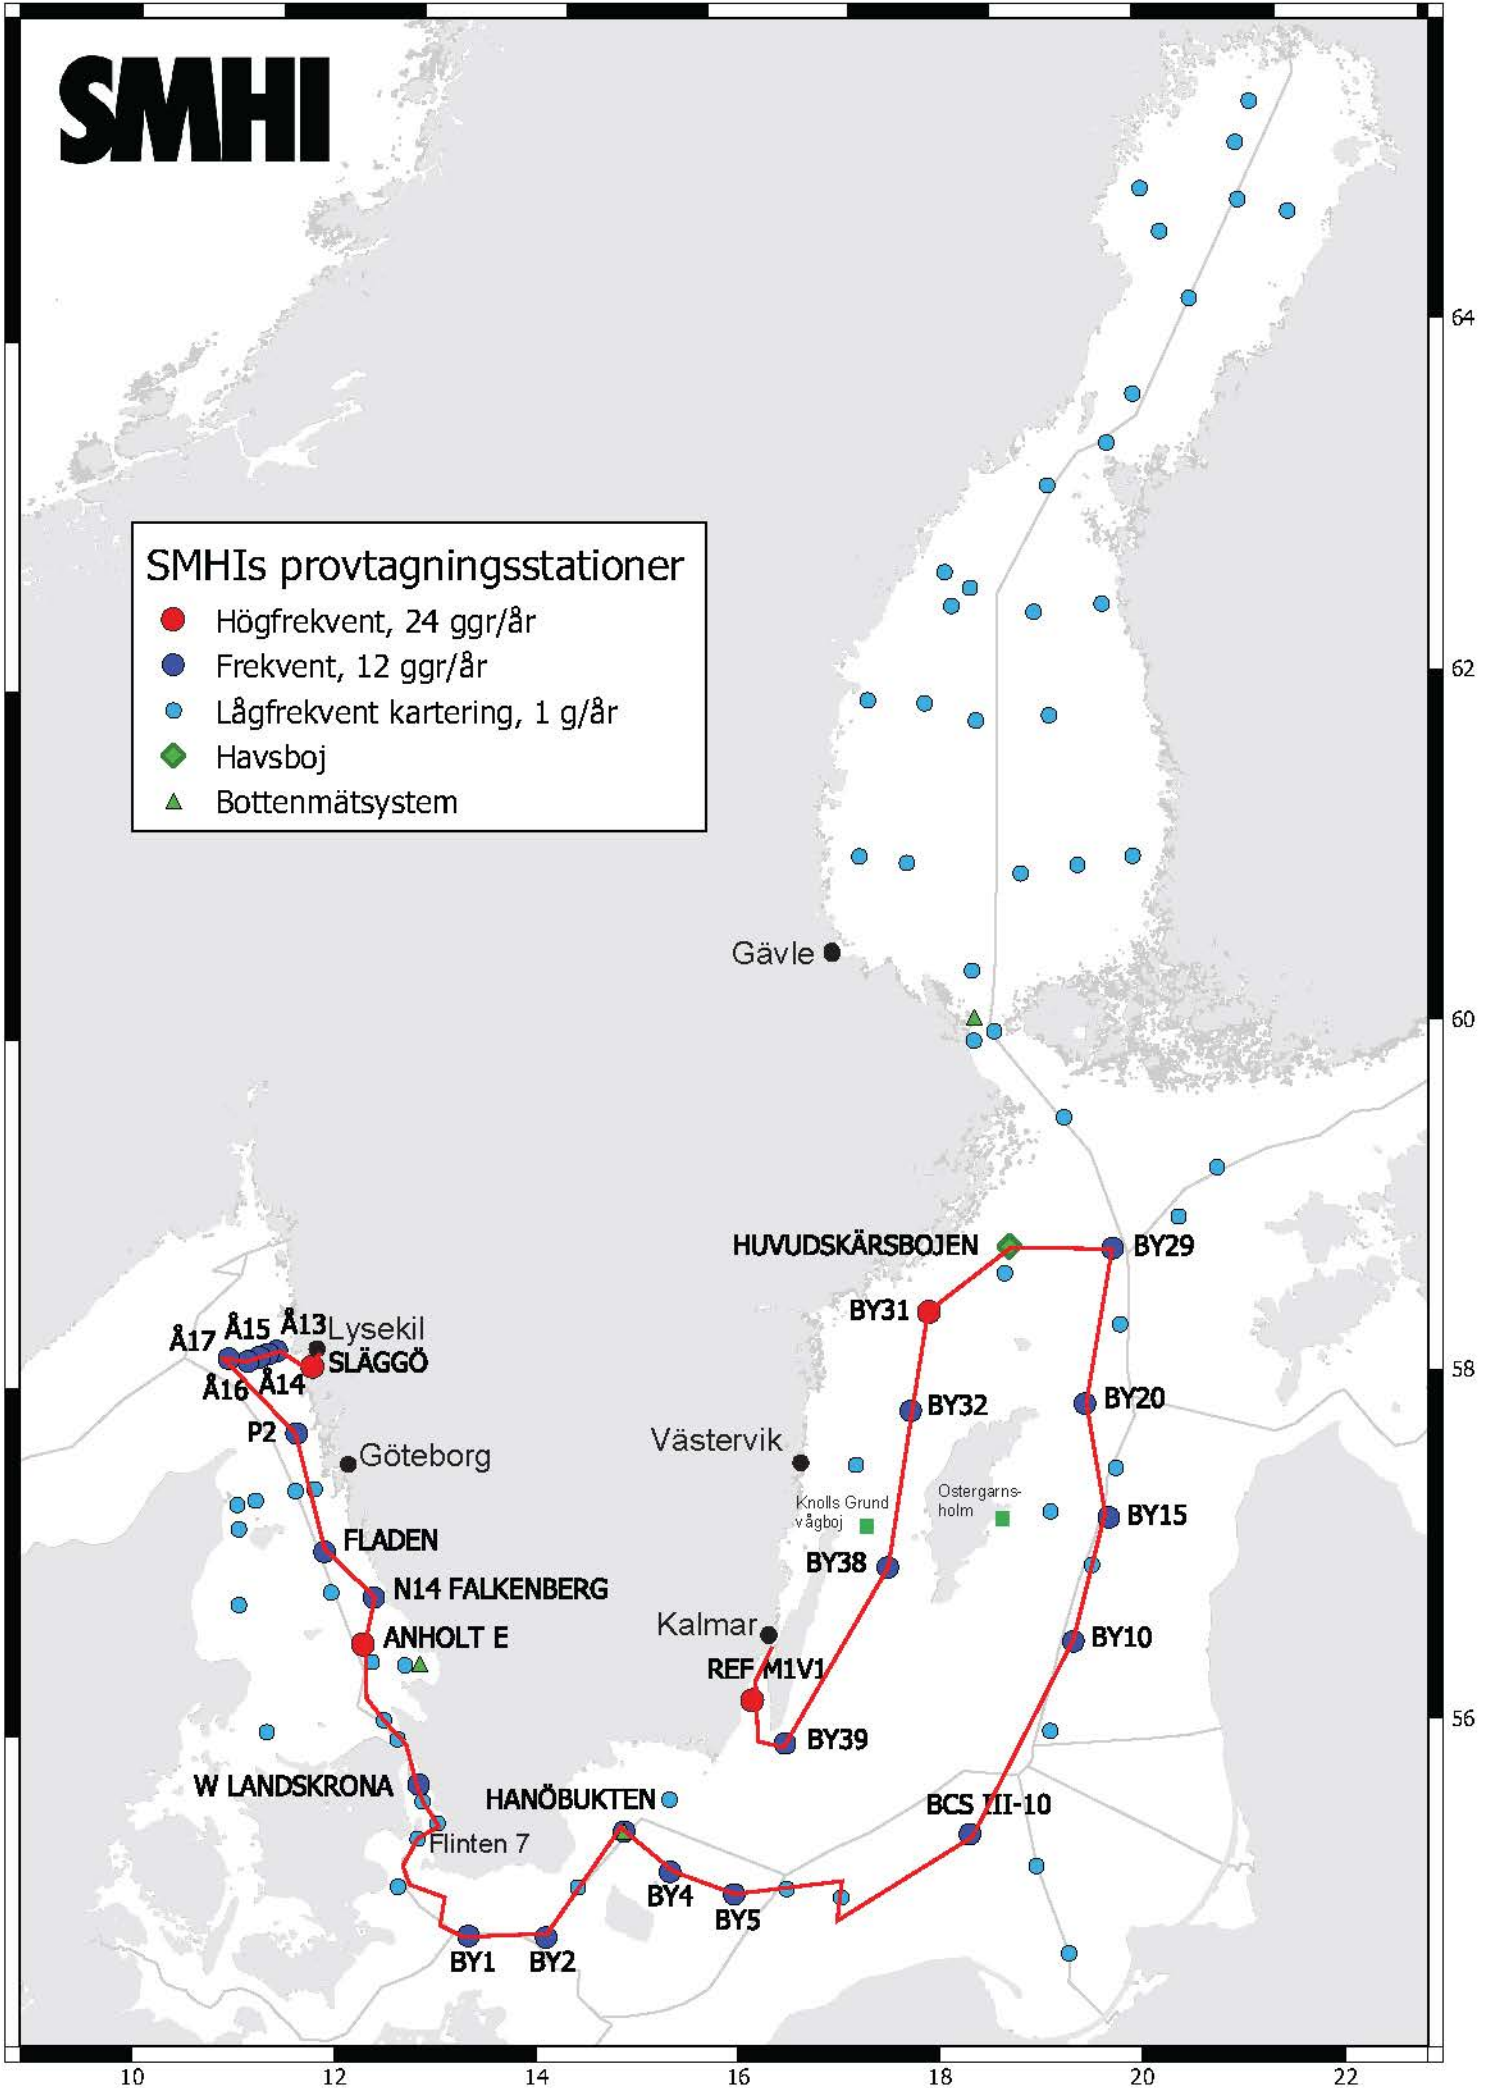 SMHI
64
SMHIs provtagningsstationer
Högfrekvent, 24 ggr/år
Frekvent, 12 ggr/år
Lågfrekvent kartering, 1 g/år
Havsboj
Bottenmätsystem
62
Gävle
60
HUVUDSKÄRSBOJEN
BY29
BY31
Å17
Å15
Å13
Lysekil
SLÄGGÖ
Å16
Å14
58
BY20
BY32
P2
Västervik
Göteborg
Knolls Grund
vågboj
Ostergarns-
holm
BY15
FLADEN
BY38
N14 FALKENBERG
Kalmar
ANHOLT E
BY10
REF M1V1
56
BY39
W LANDSKRONA
HANÖBUKTEN
BCS III-10
Flinten 7
BY4
BY5
BY1
BY2
10
12
14
16
18
20
22